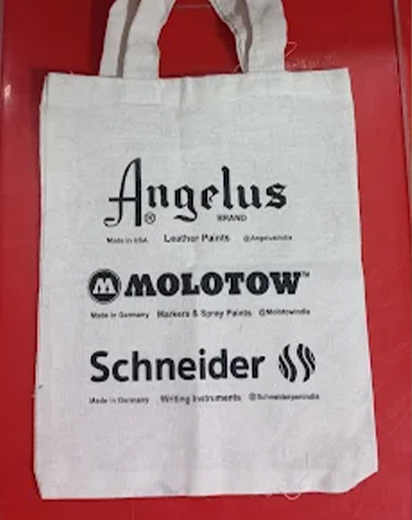 Angelus®
BRAND
Made in USA Leather Paints @Angelusindia
M MOLOTOW™
Made in Germany Markers & Spray Paints @Molotowindia
Schneider
Made in Germany Writing Instruments @Schneiderpenindia